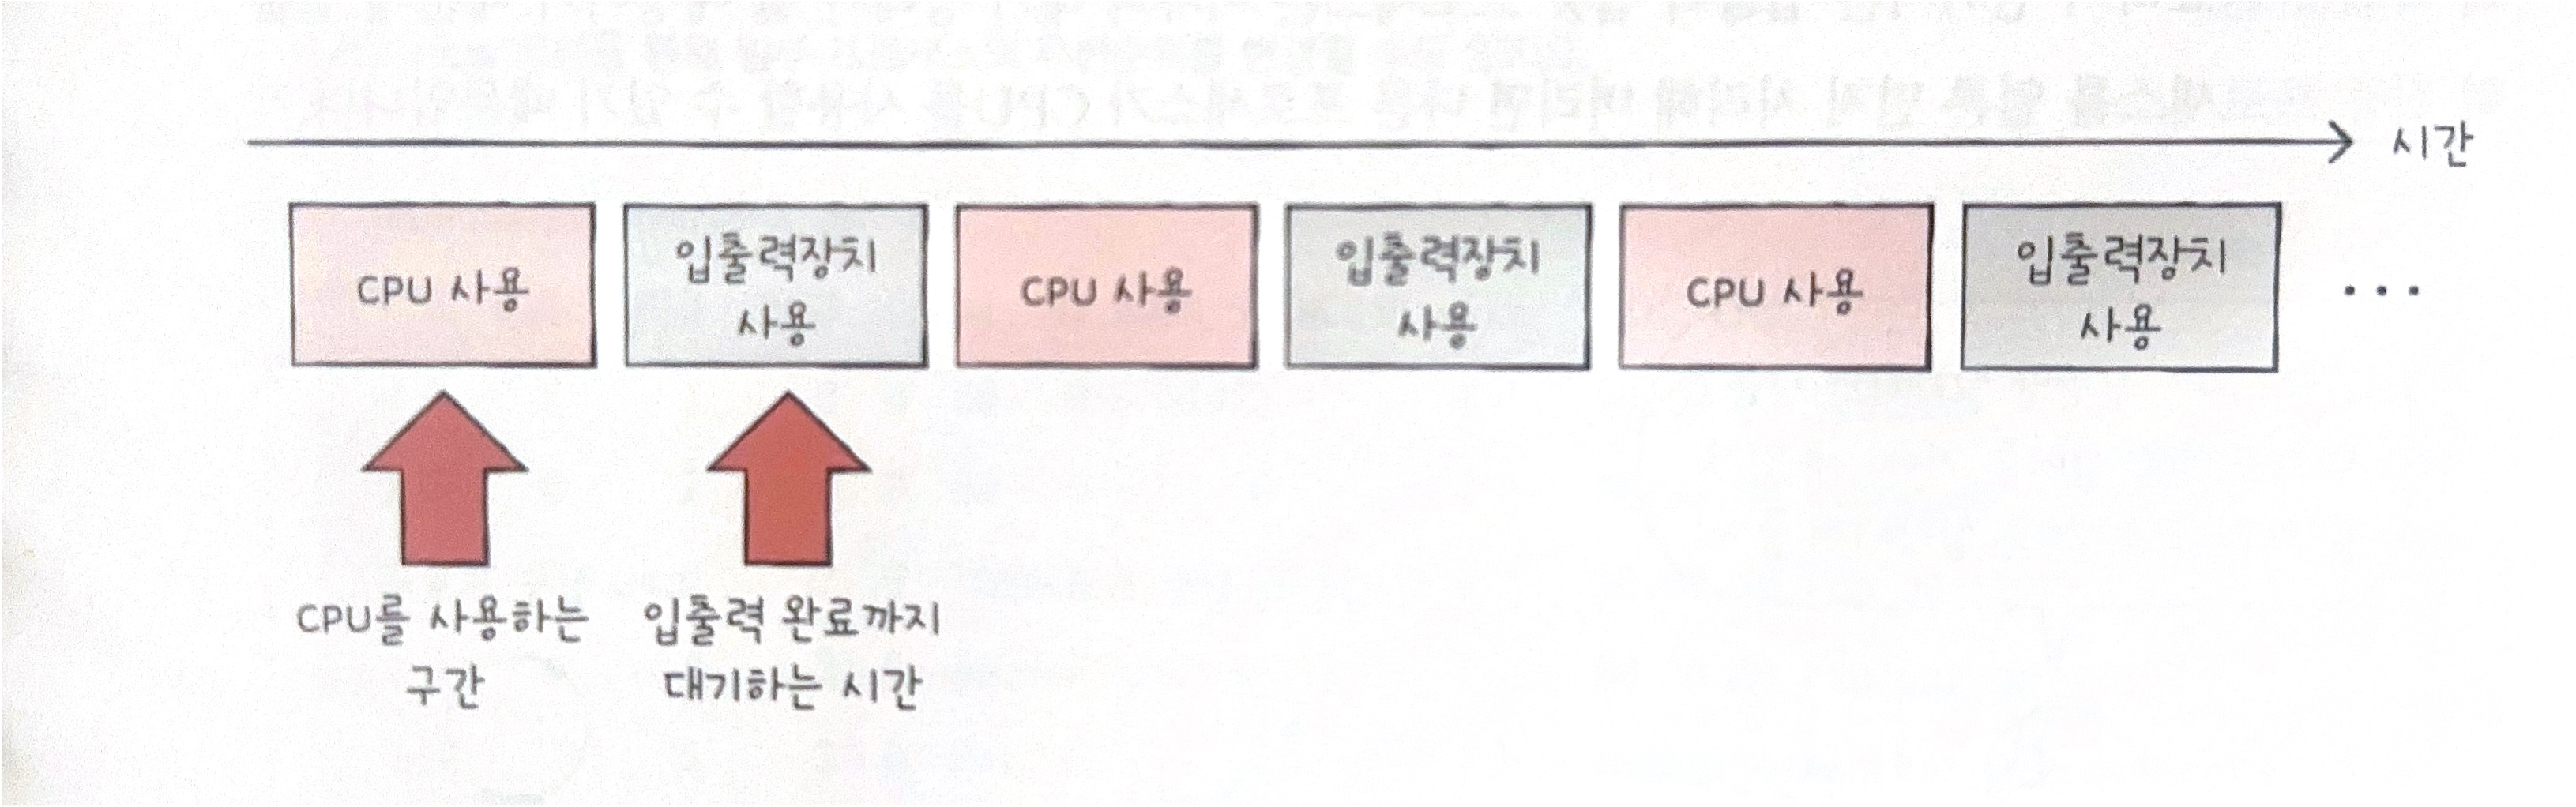 시간
CPU 사용
입출력장치
사용
CPU 사용
입출력장치
사용
CPU 사용
입출력장치
사용
...
CPU를 사용하는
구간
입출력 완료까지
대기하는 시간